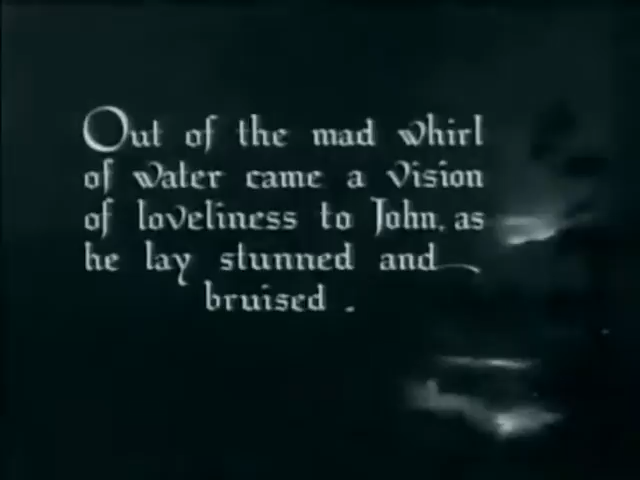 Out of the mad whirl
of water came a vision
of loveliness to John, as
he lay stunned and
bruised.